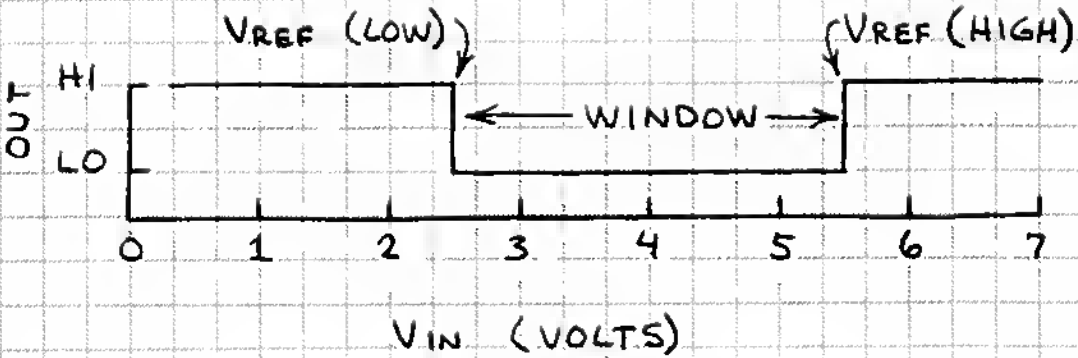 VREF (LOW)
VREF (HIGH)
HI
OUT
WINDOW
LO
0 1 2 3 4 5 6 7
VIN (VOLTS)